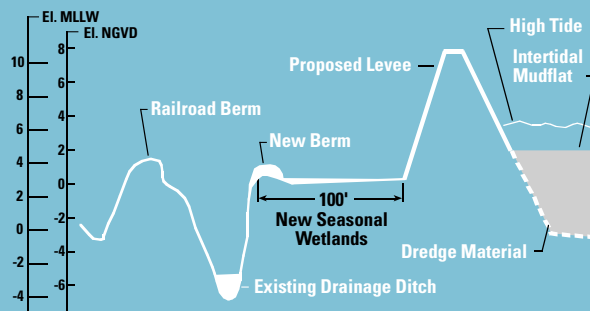 El. MLLW
El. NGVD
High Tide
Intertidal
Mudflat
Proposed Levee
Railroad Berm
New Berm
100'
New Seasonal
Wetlands
Dredge Material
Existing Drainage Ditch
10
8
6
4
2
0
-2
-4
8
6
4
2
0
-2
-4
-6